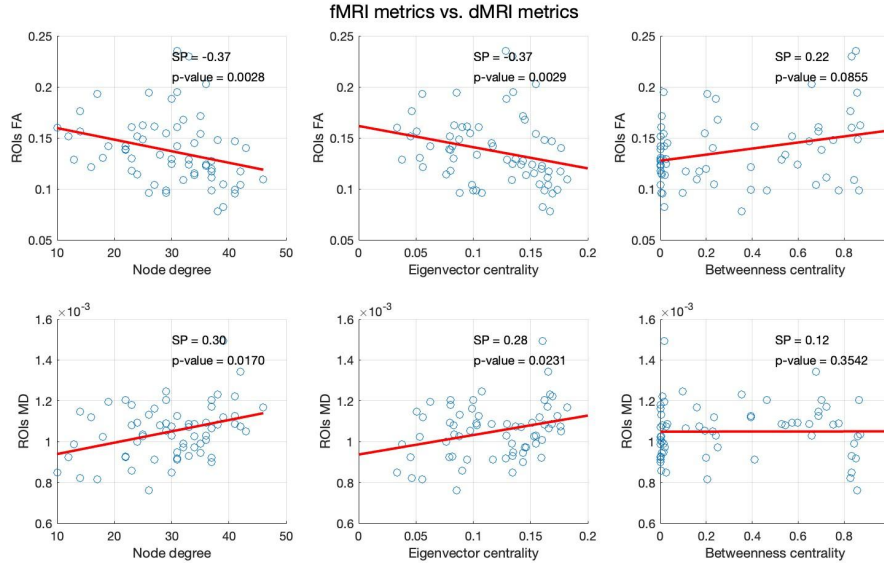 fMRI metrics vs. dMRI metrics
0.25
0.2
0.15
0.1
0.05
ROIs FA
SP = -0.37
p-value = 0.0028
10 20 30 40 50
Node degree
0.25
0.2
0.15
0.1
0.05
ROIs FA
SP = -0.37
p-value = 0.0029
0 0.05 0.1 0.15 0.2
Eigenvector centrality
0.25
0.2
0.15
0.1
0.05
ROIs FA
SP = 0.22
p-value = 0.0855
0 0.2 0.4 0.6 0.8
Betweenness centrality
×10-3
1.6
1.4
1.2
1
0.8
0.6
ROIs MD
SP = 0.30
p-value = 0.0170
10 20 30 40 50
Node degree
×10-3
1.6
1.4
1.2
1
0.8
0.6
ROIs MD
SP = 0.28
p-value = 0.0231
0 0.05 0.1 0.15 0.2
Eigenvector centrality
×10-3
1.6
1.4
1.2
1
0.8
0.6
ROIs MD
SP = 0.12
p-value = 0.3542
0 0.2 0.4 0.6 0.8
Betweenness centrality